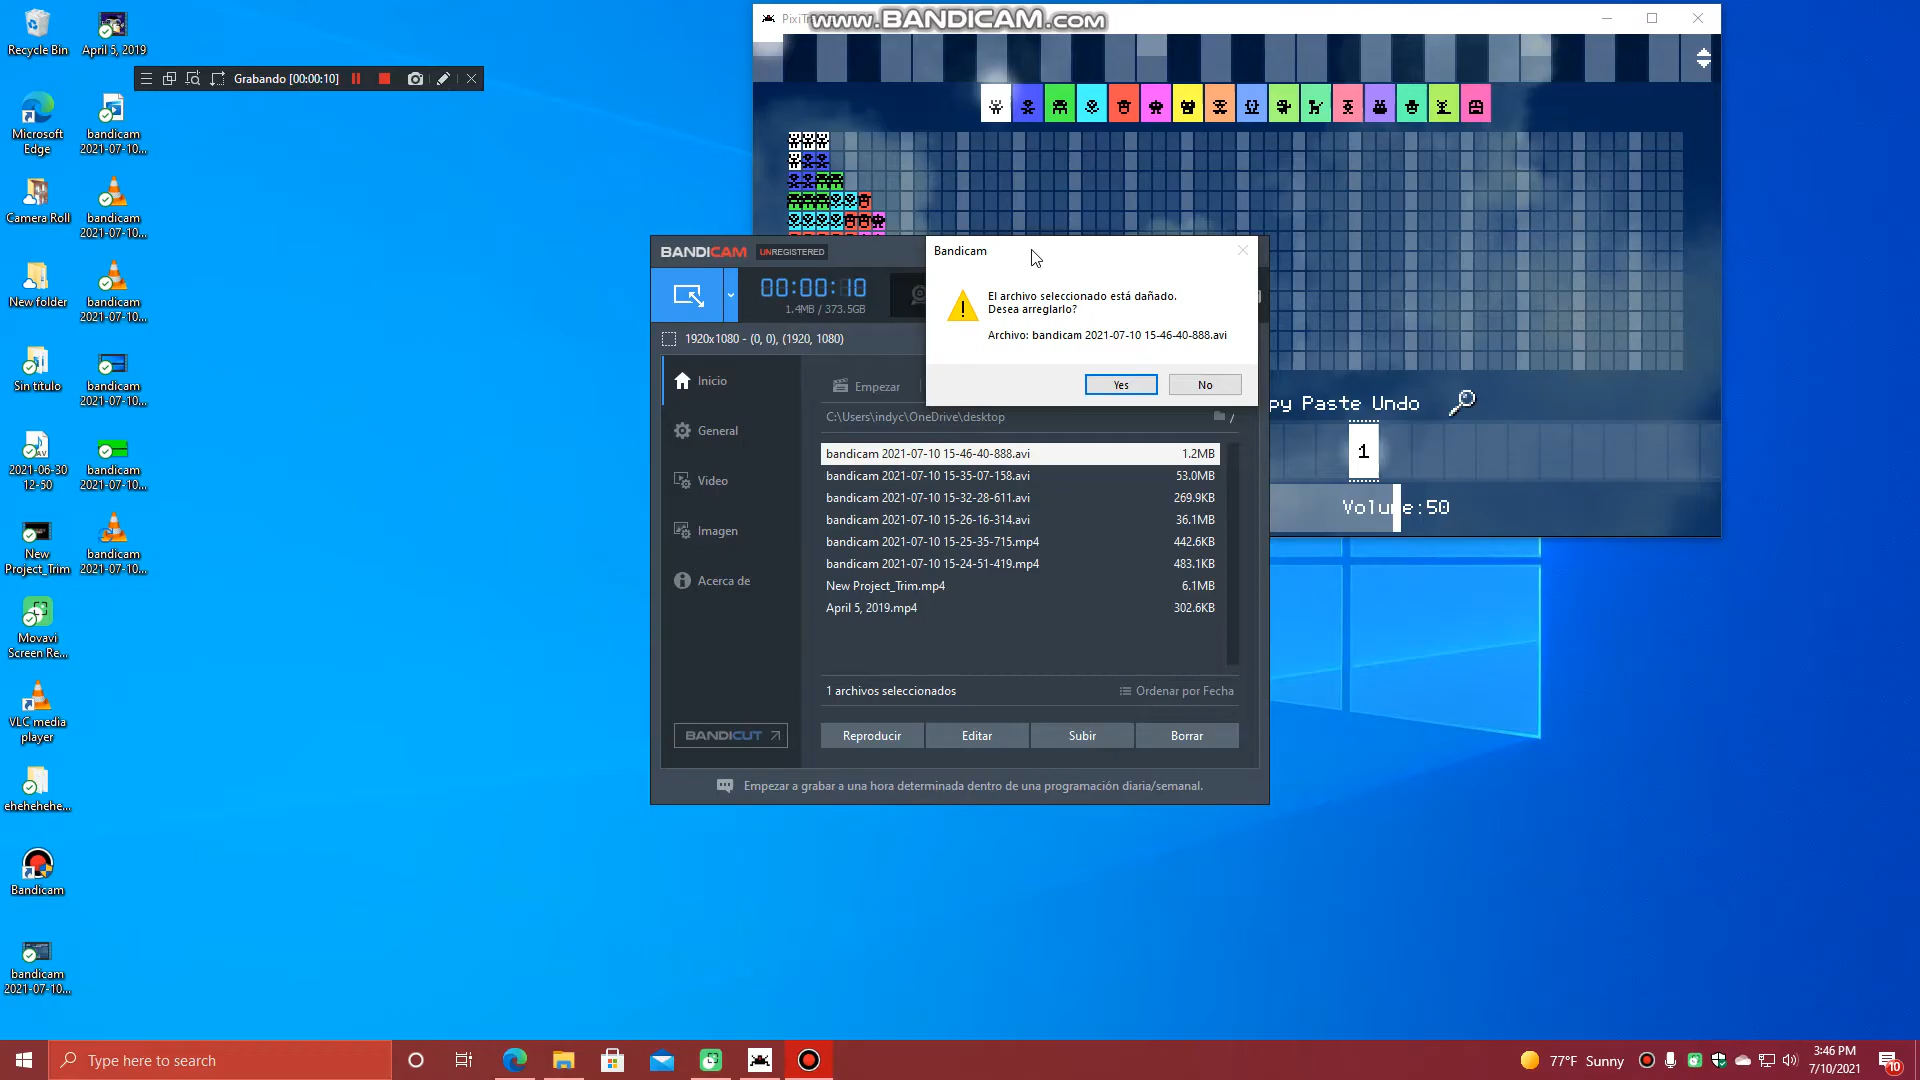 Recycle Bin
April 5, 2019
Microsoft
Edge
bandicam
2021-07-10...
Camera Roll
bandicam
2021-07-10...
New folder
bandicam
2021-07-10...
Sin título
bandicam
2021-07-10...
2021-06-30
12-50
bandicam
2021-07-10...
New
Project_Trim
bandicam
2021-07-10...
Movavi
Screen Re...
VLC media
player
ehehehehe...
Bandicam
bandicam
2021-07-10...
Grabando [00:00:10]
www.BANDICAM.com
py Paste Undo
1
Volume:50
BANDICAM UNREGISTERED
00:00:10
1.4MB / 373.5GB
1920x1080 - (0, 0), (1920, 1080)
Inicio
General
Video
Imagen
Acerca de
BANDICUT
Empezar
C:\Users\indyc\OneDrive\desktop
/
bandicam 2021-07-10 15-46-40-888.avi 1.2MB
bandicam 2021-07-10 15-35-07-158.avi 53.0MB
bandicam 2021-07-10 15-32-28-611.avi 269.9KB
bandicam 2021-07-10 15-26-16-314.avi 36.1MB
bandicam 2021-07-10 15-25-35-715.mp4 442.6KB
bandicam 2021-07-10 15-24-51-419.mp4 483.1KB
New Project_Trim.mp4 6.1MB
April 5, 2019.mp4 302.6KB
1 archivos seleccionados
Ordenar por Fecha
Reproducir
Editar
Subir
Borrar
Empezar a grabar a una hora determinada dentro de una programación diaria/semanal.
Bandicam
El archivo seleccionado está dañado.
Desea arreglarlo?
Archivo: bandicam 2021-07-10 15-46-40-888.avi
Yes
No
Type here to search
77°F Sunny
3:46 PM
7/10/2021
10